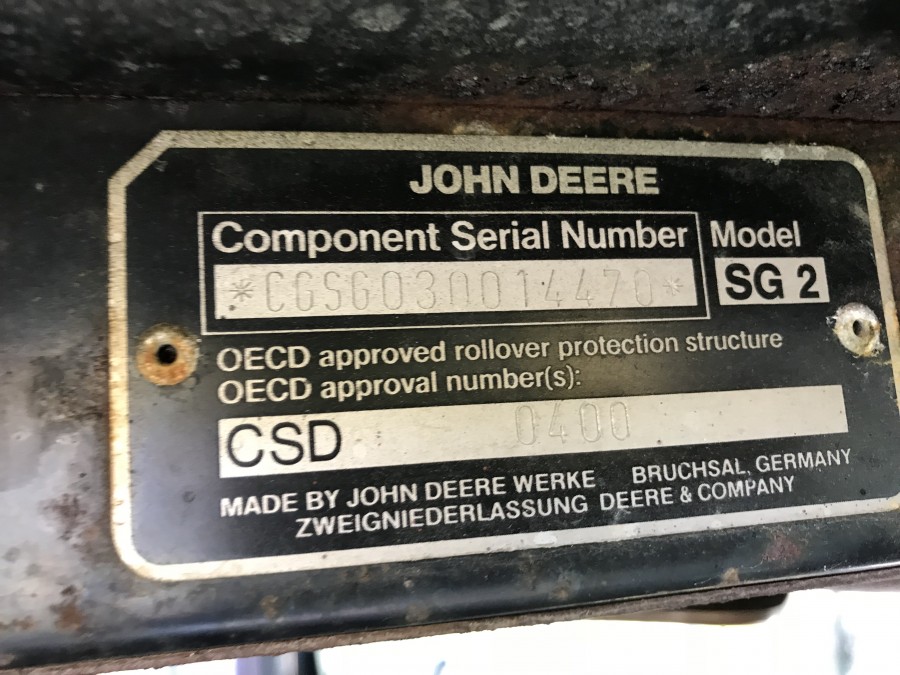 JOHN DEERE
Component Serial Number
*CGSG030014470*
Model
SG 2
OECD approved rollover protection structure
OECD approval number(s):
CSD 0400
MADE BY JOHN DEERE WERKE BRUCHSAL, GERMANY
ZWEIGNIEDERLASSUNG DEERE & COMPANY